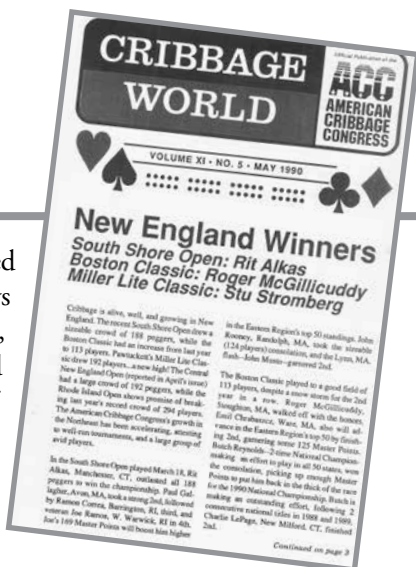 CRIBBAGE
WORLD
Official Publication of the
ACC
AMERICAN
CRIBBAGE
CONGRESS
VOLUME XI • NO. 5 • MAY 1990
New England Winners
South Shore Open: Rit Alkas
Boston Classic: Roger McGillicuddy
Miller Lite Classic: Stu Stromberg
Cribbage is alive, well, and growing in New
England. The recent South Shore Open drew a
sizeable crowd of 188 peggers, while the
Boston Classic had an increase from last year
to 113 players. Pawtuckett's Miller Lite Clas-
sic drew 192 players...a new high! The Central
New England Open (reported in April's issue)
had a large crowd of 192 peggers, while the
Rhode Island Open shows promise of break-
ing last year's record crowd of 294 players.
The American Cribbage Congress's growth in
the Northeast has been accelerating, attesting
to well-run tournaments, and a large group of
avid players.
In the South Shore Open played March 18, Rit
Alkas, Manchester, CT, outlasted all 188
peggers to win the championship. Paul Gal-
lagher, Avon, MA, took a strong 2nd, followed
by Ramon Correa, Barrington, RI, third, and
veteran Joe Ramos, W. Warwick, RI in 4th.
Joe's 169 Master Points will boost him higher
in the Eastern Region's top 50 standings. John
Rooney, Randolph, MA, took the sizeable
(124 players) consolation, and the Lynn, MA,
flash--John Muxio--garnered 2nd.
The Boston Classic played to a good field of
113 players, despite a snow storm for the 2nd
year in a row. Roger McGillicuddy,
Stoughton, MA, walked off with the honors.
Emil Chrabaszcz, Ware, MA, also will ad-
vance in the Eastern Region's top 50 by finish-
ing 2nd, garnering some 125 Master Points.
Butch Reynolds--2 time National Champion--
making an effort to play in all 50 states, won
the consolation, picking up enough Master
Points to put him back in the thick of the race
for the 1990 National Championship. Butch is
making an outstanding effort, following 2
consecutive national titles in 1988 and 1989.
Charlie LePage, New Milford, CT, finished
2nd.
Continued on page 3